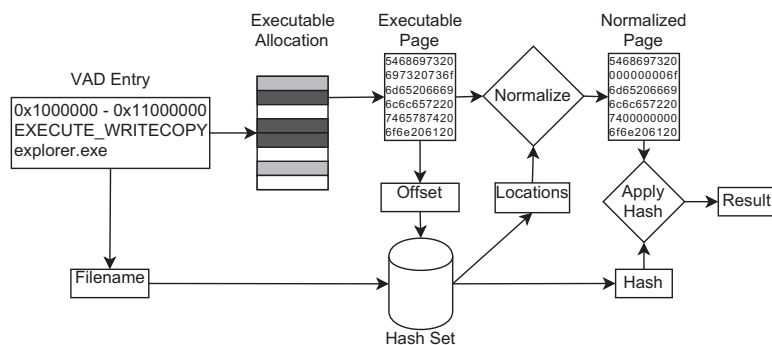 Executable
Allocation
Executable
Page
Normalized
Page
VAD Entry
0x1000000 - 0x11000000
EXECUTE_WRITECOPY
explorer.exe
5468697320
697320736f
6d65206669
6c6c657220
7465787420
6f6e206120
Normalize
5468697320
000000006f
6d65206669
6c6c657220
7400000000
6f6e206120
Offset
Locations
Apply
Hash
Result
Filename
Hash
Hash Set